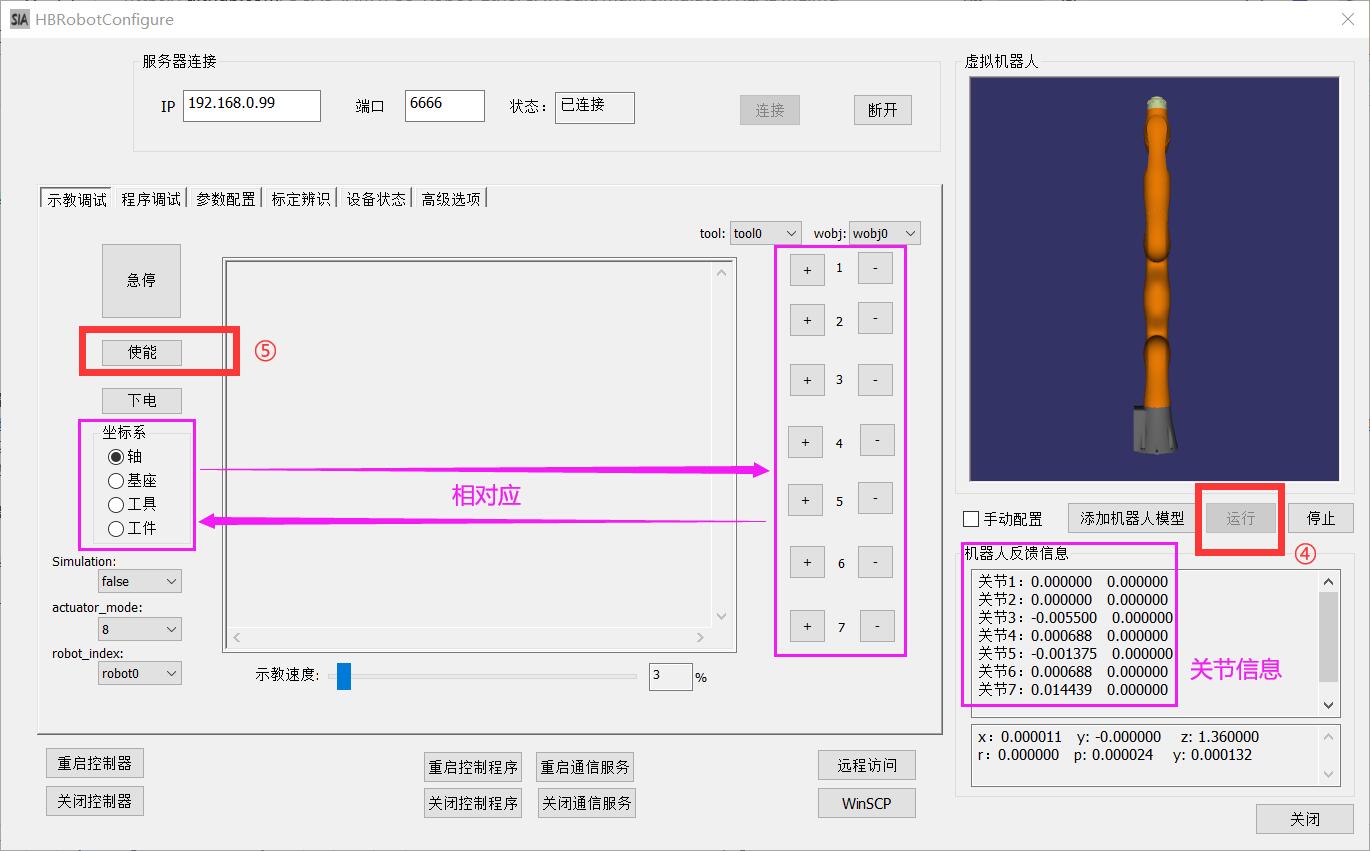 SIA HBRobotConfigure
服务器连接
IP 192.168.0.99 端口 6666 状态： 已连接 连接 断开
虚拟机器人
示教调试 程序调试 参数配置 标定辨识 设备状态 高级选项
tool: tool0 wobj: wobj0
急停
+ 1 -
+ 2 -
使能 ⑤
+ 3 -
下电
坐标系
轴
基座
工具
工件
相对应
+ 4 -
+ 5 -
+ 6 -
+ 7 -
Simulation:
false
actuator_mode:
8
robot_index:
robot0
示教速度: 3 %
手动配置 添加机器人模型 运行 停止
④
机器人反馈信息
关节1: 0.000000 0.000000
关节2: 0.000000 0.000000
关节3: -0.005500 0.000000
关节4: 0.000688 0.000000
关节5: -0.001375 0.000000
关节6: 0.000688 0.000000
关节7: 0.014439 0.000000
关节信息
x: 0.000011 y: -0.000000 z: 1.360000
r: 0.000000 p: 0.000024 y: 0.000132
重启控制器 重启控制程序 重启通信服务 远程访问
关闭控制器 关闭控制程序 关闭通信服务 WinSCP
关闭